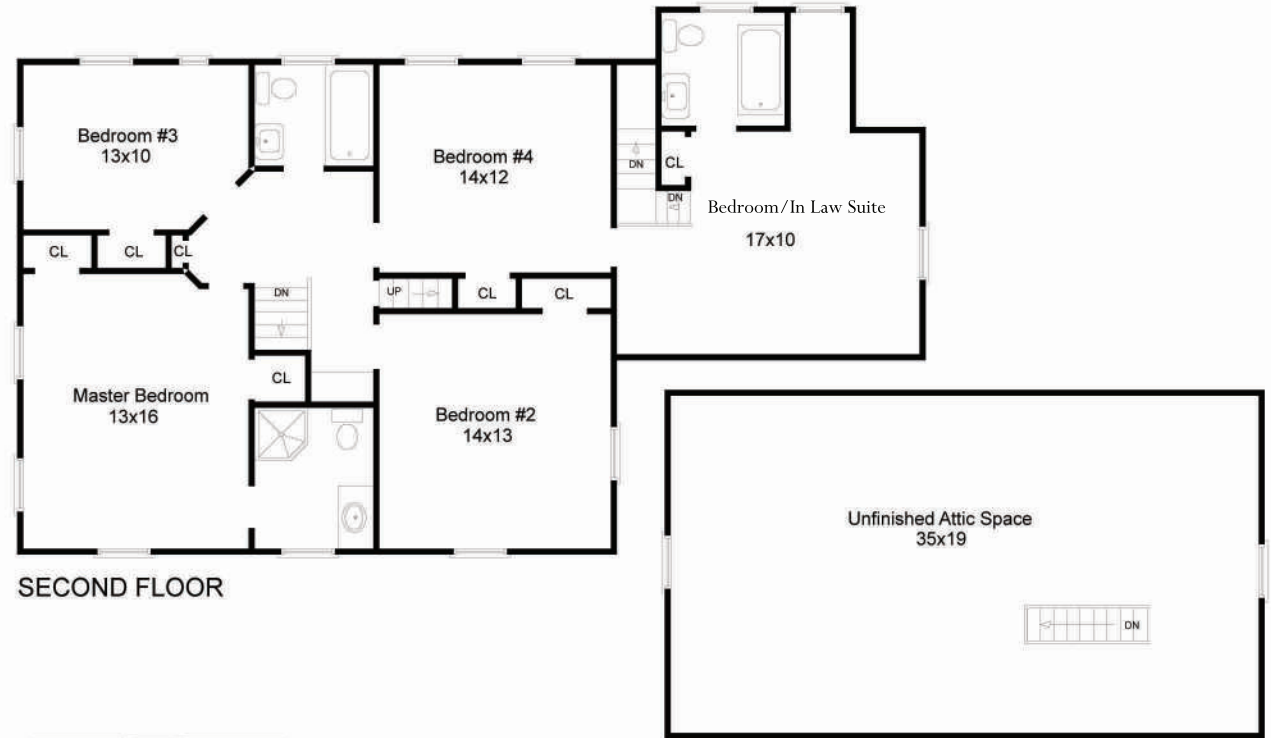 Bedroom #3
13x10
Bedroom #4
14x12
DN
CL
DN
Bedroom/In Law Suite
17x10
CL
CL
CL
DN
UP
CL
CL
CL
Master Bedroom
13x16
Bedroom #2
14x13
Unfinished Attic Space
35x19
DN
SECOND FLOOR